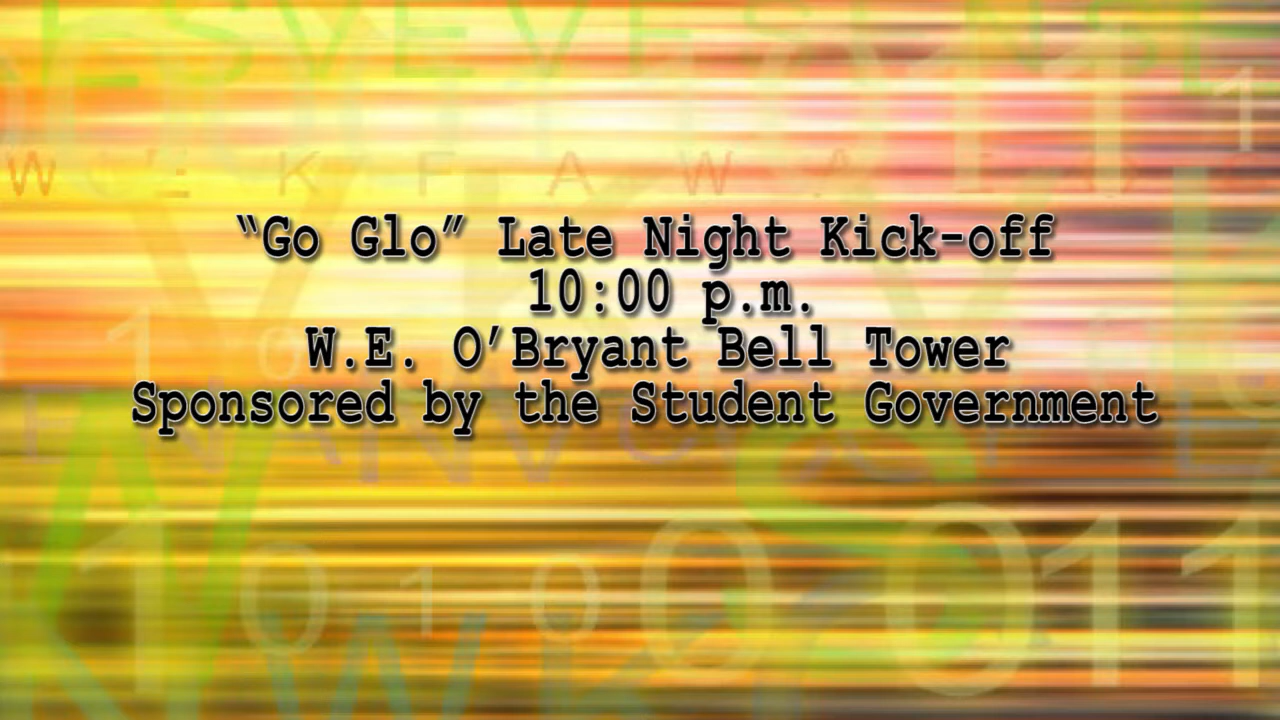 “Go Glo” Late Night Kick-off
10:00 p.m.
W.E. O’Bryant Bell Tower
Sponsored by the Student Government